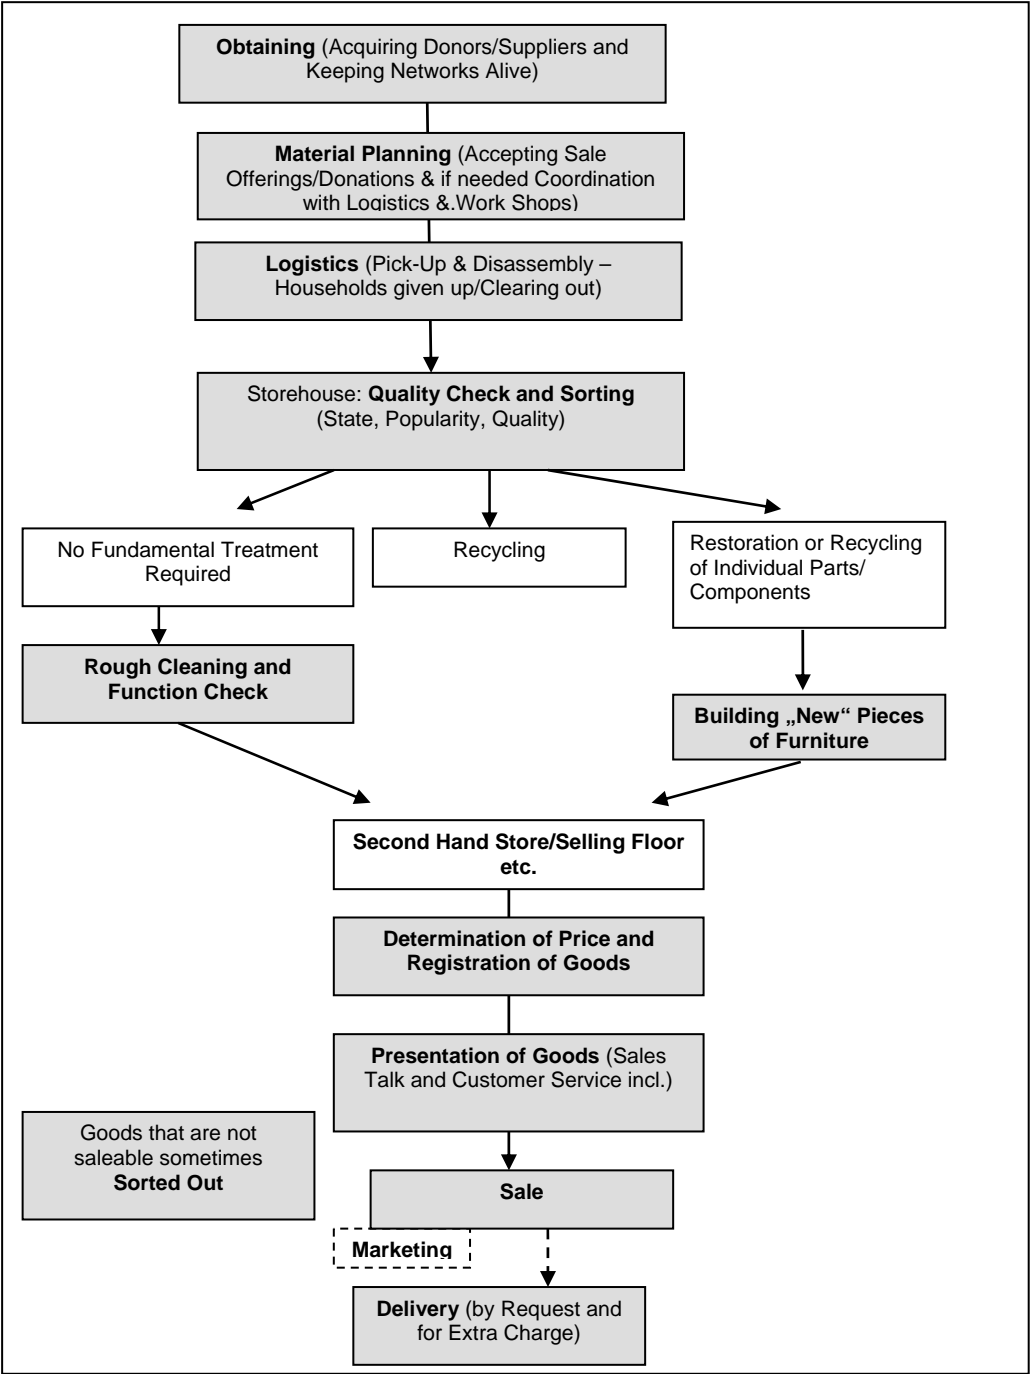 Obtaining (Acquiring Donors/Suppliers and
Keeping Networks Alive)
Material Planning (Accepting Sale
Offerings/Donations & if needed Coordination
with Logistics &.Work Shops)
Logistics (Pick-Up & Disassembly –
Households given up/Clearing out)
Storehouse: Quality Check and Sorting
(State, Popularity, Quality)
No Fundamental Treatment
Required
Recycling
Restoration or Recycling
of Individual Parts/
Components
Rough Cleaning and
Function Check
Building „New“ Pieces
of Furniture
Second Hand Store/Selling Floor
etc.
Determination of Price and
Registration of Goods
Presentation of Goods (Sales
Talk and Customer Service incl.)
Goods that are not
saleable sometimes
Sorted Out
Sale
Marketing
Delivery (by Request and
for Extra Charge)